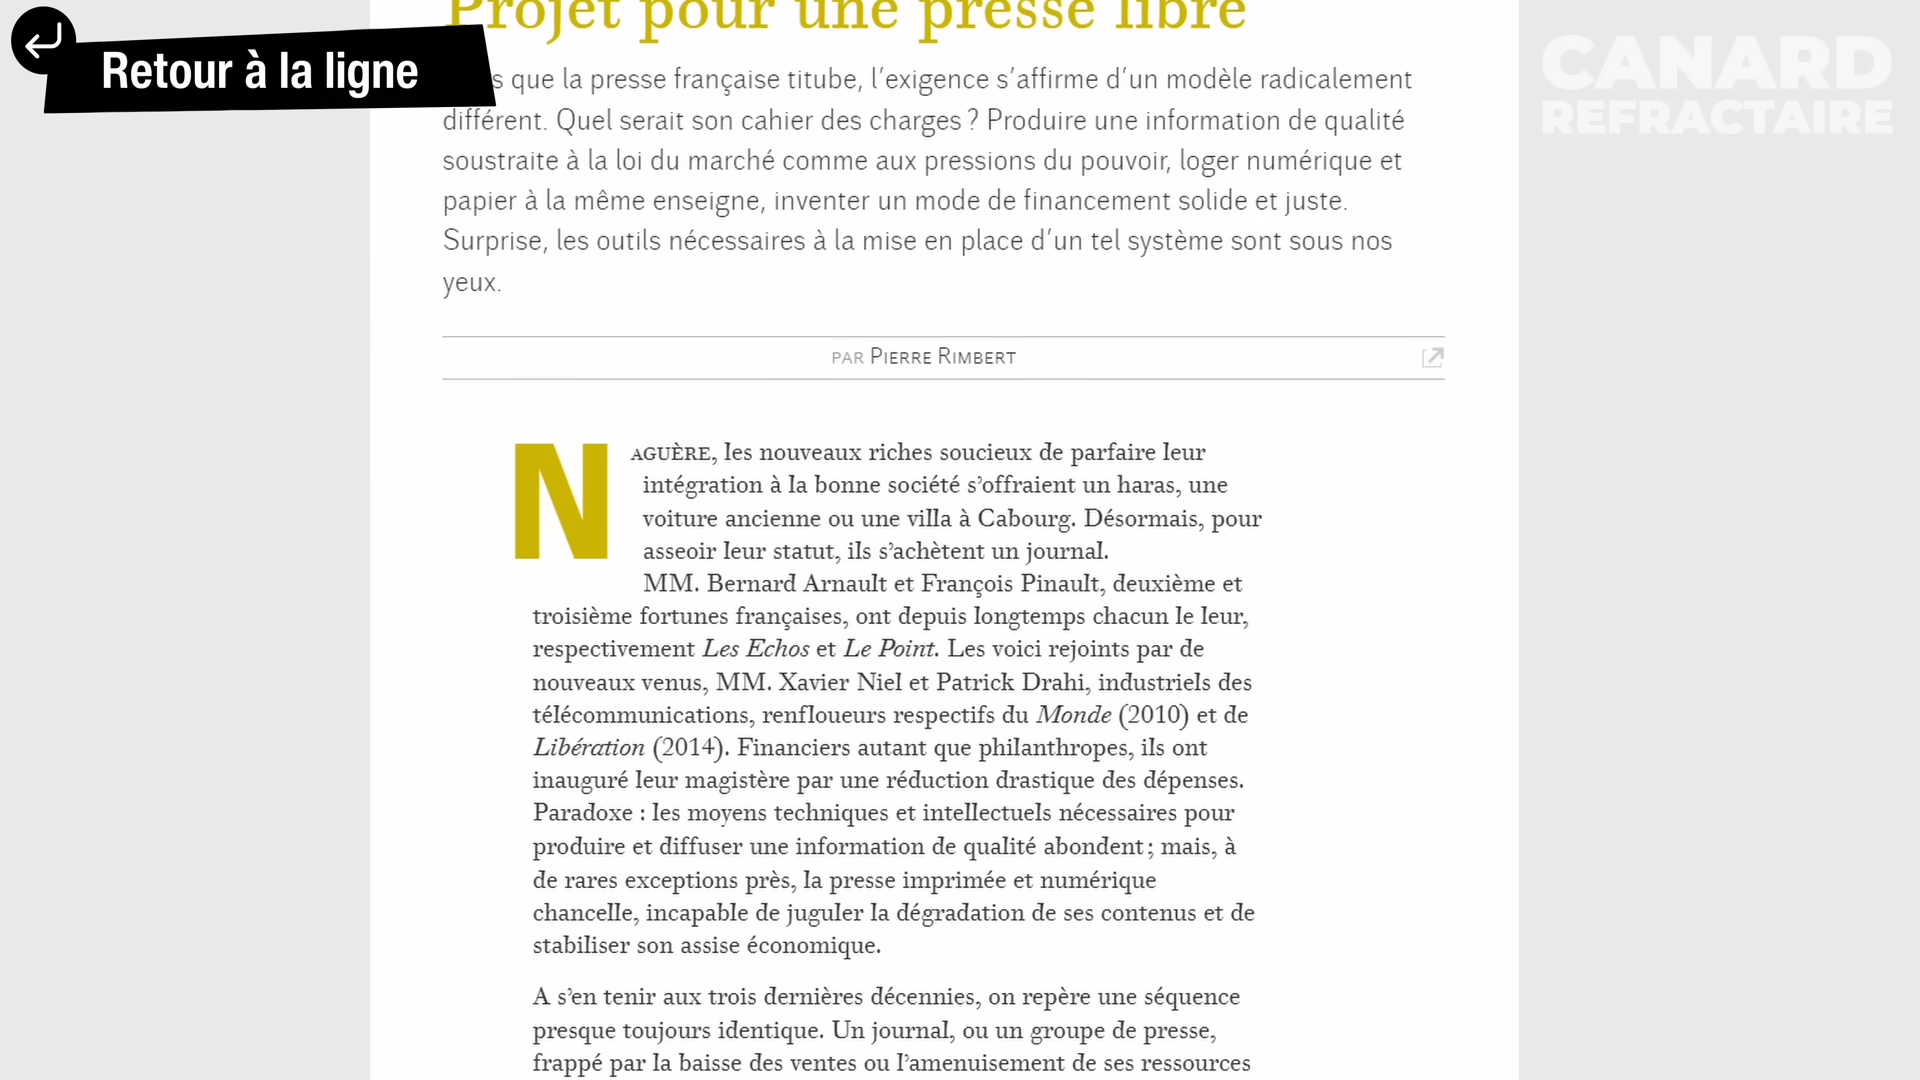 Projet pour une presse libre
Retour à la ligne
CANARD
REFRACTAIRE
que la presse française titube, l’exigence s’affirme d’un modèle radicalement
différent. Quel serait son cahier des charges ? Produire une information de qualité
soustraite à la loi du marché comme aux pressions du pouvoir, loger numérique et
papier à la même enseigne, inventer un mode de financement solide et juste.
Surprise, les outils nécessaires à la mise en place d’un tel système sont sous nos
yeux.
PAR PIERRE RIMBERT
NAGUÈRE, les nouveaux riches soucieux de parfaire leur
intégration à la bonne société s’offraient un haras, une
voiture ancienne ou une villa à Cabourg. Désormais, pour
asseoir leur statut, ils s’achètent un journal.
MM. Bernard Arnault et François Pinault, deuxième et
troisième fortunes françaises, ont depuis longtemps chacun le leur,
respectivement Les Echos et Le Point. Les voici rejoints par de
nouveaux venus, MM. Xavier Niel et Patrick Drahi, industriels des
télécommunications, renfloueurs respectifs du Monde (2010) et de
Libération (2014). Financiers autant que philanthropes, ils ont
inauguré leur magistère par une réduction drastique des dépenses.
Paradoxe : les moyens techniques et intellectuels nécessaires pour
produire et diffuser une information de qualité abondent ; mais, à
de rares exceptions près, la presse imprimée et numérique
chancelle, incapable de juguler la dégradation de ses contenus et de
stabiliser son assise économique.
A s’en tenir aux trois dernières décennies, on repère une séquence
presque toujours identique. Un journal, ou un groupe de presse,
frappé par la baisse des ventes ou l’amenuisement de ses ressources